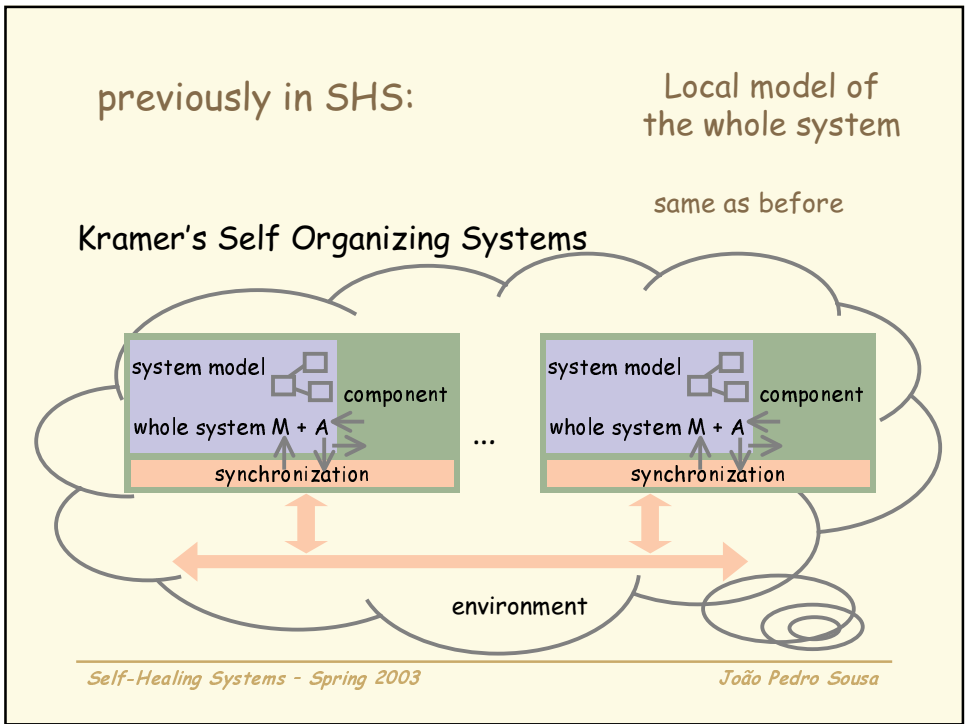 previously in SHS:
Local model of
the whole system
same as before
Kramer's Self Organizing Systems
system model
component
whole system M + A
synchronization
...
system model
component
whole system M + A
synchronization
environment
Self-Healing Systems – Spring 2003
João Pedro Sousa